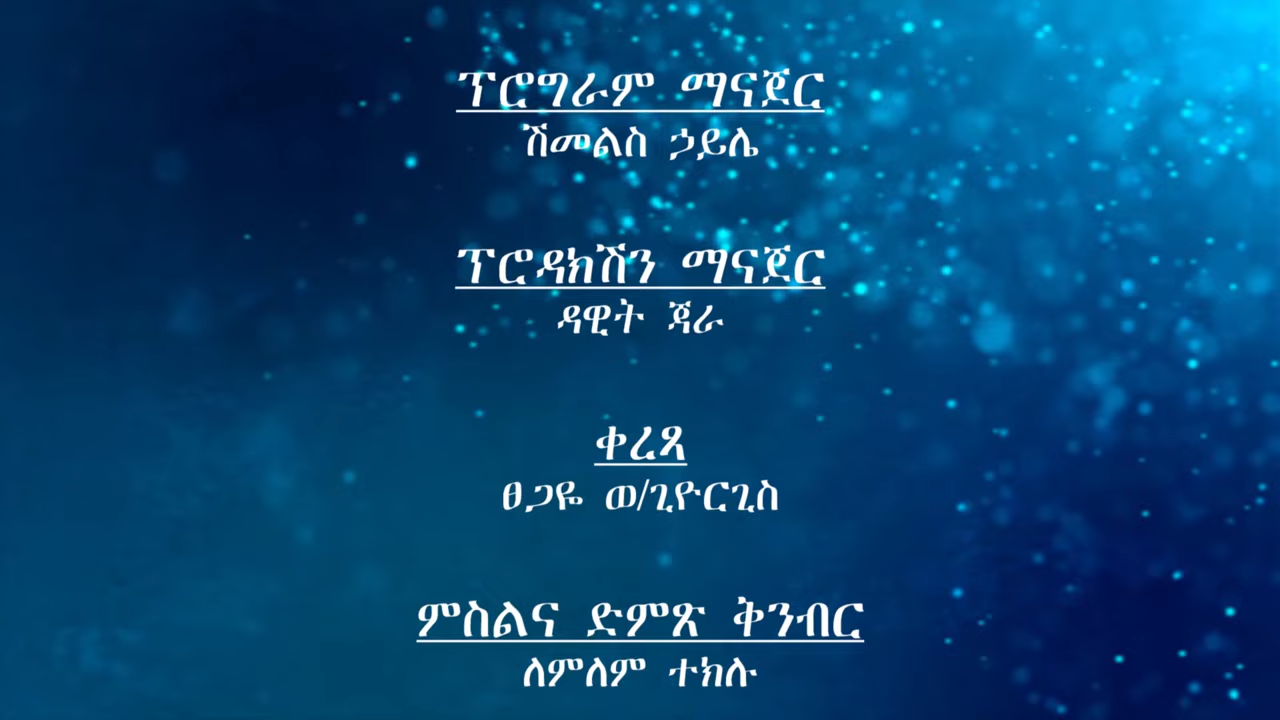 ፕሮግራም ማናጀር
ሽመልስ ኃይሌ
ፕሮዳክሽን ማናጀር
ዳዊት ጃራ
ቀረጻ
ፀጋዬ ወ/ጊዮርጊስ
ምስልና ድምጽ ቅንብር
ለምለም ተክሉ